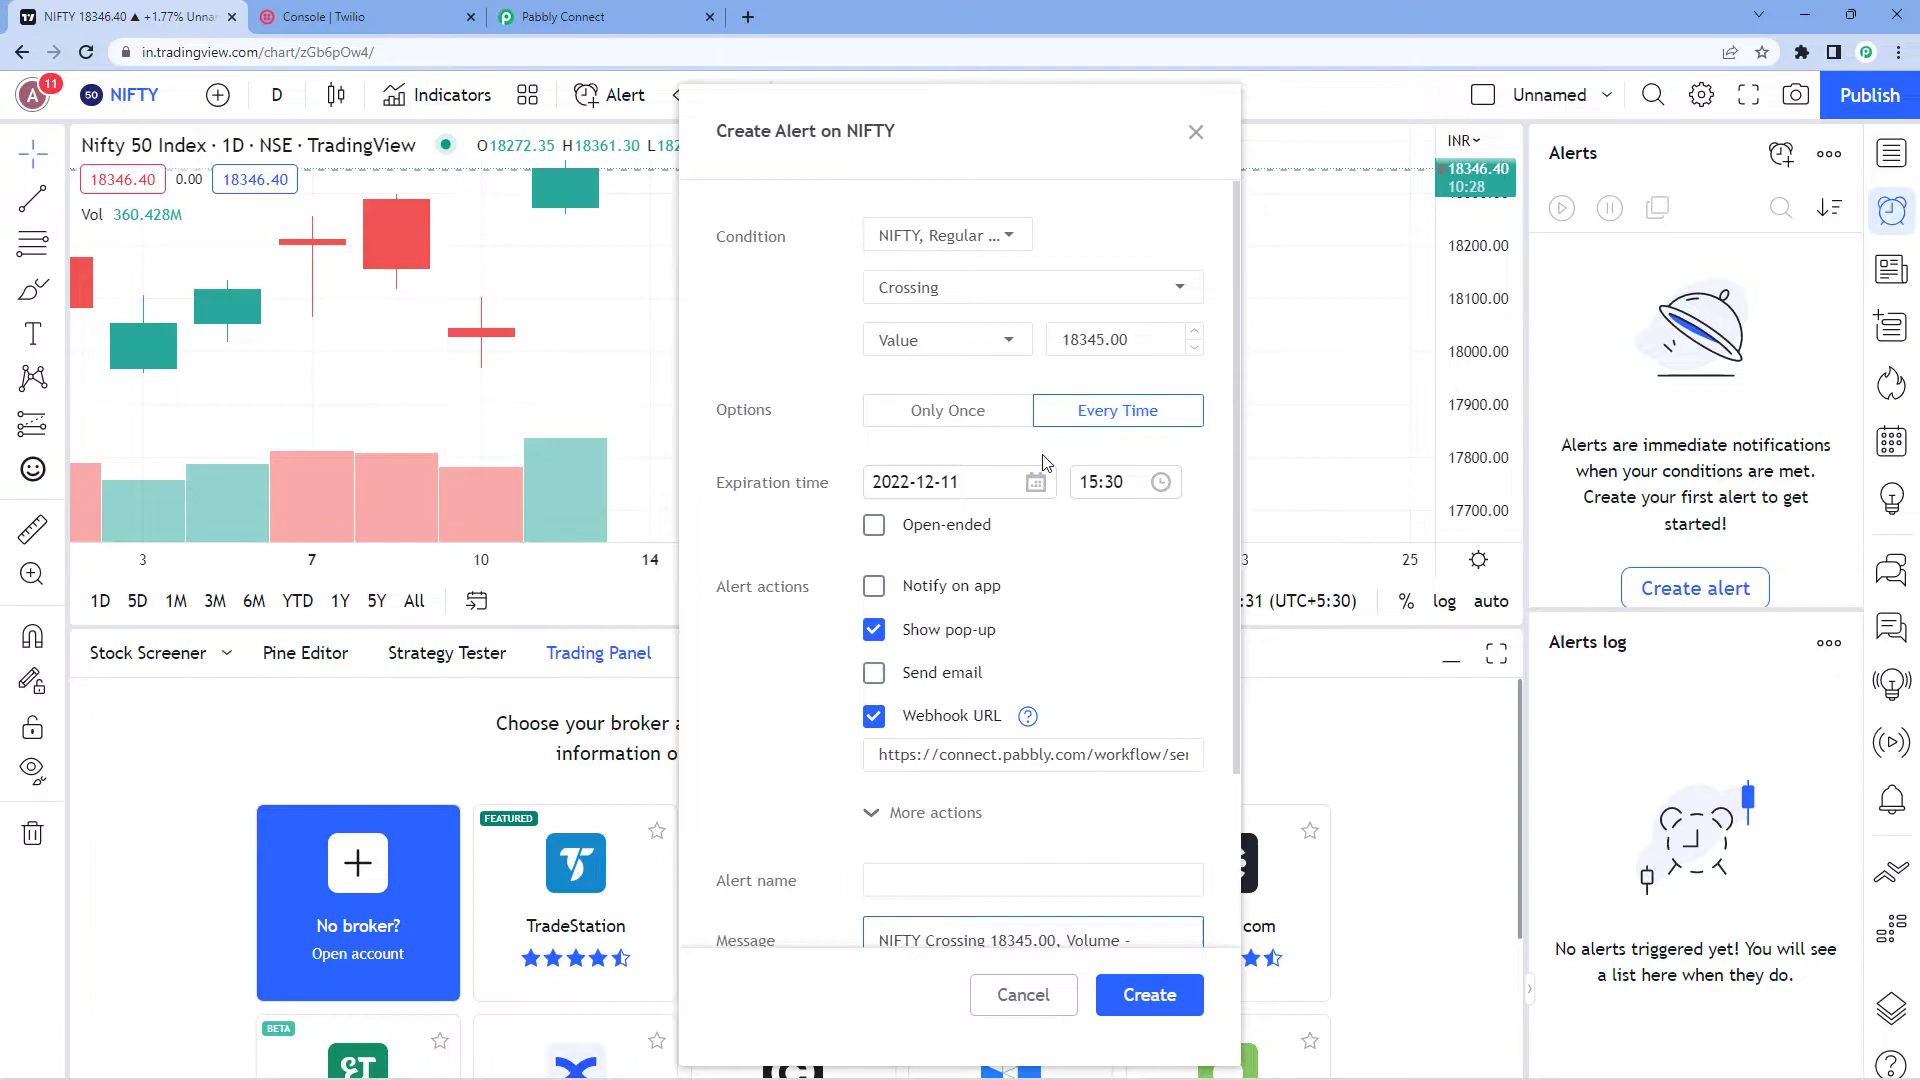 NIFTY 18346.40 ▲ +1.77% Unnar
Console | Twilio
Pabbly Connect
in.tradingview.com/chart/zGb6pOw4/
A
11
50 NIFTY
D
Indicators
Alert
Unnamed
Publish
Nifty 50 Index · 1D · NSE · TradingView
O18272.35 H18361.30 L182
18346.40 0.00 18346.40
Vol 360.428M
INR
18346.40
10:28
18200.00
18100.00
18000.00
17900.00
17800.00
17700.00
3
7
10
14
25
1D 5D 1M 3M 6M YTD 1Y 5Y All
:31 (UTC+5:30)
%
log
auto
Stock Screener
Pine Editor
Strategy Tester
Trading Panel
Choose your broker
information o
No broker?
Open account
FEATURED
TradeStation
com
BETA
Create Alert on NIFTY
Condition
NIFTY, Regular ...
Crossing
Value
18345.00
Options
Only Once
Every Time
Expiration time
2022-12-11
15:30
Open-ended
Alert actions
Notify on app
Show pop-up
Send email
Webhook URL
https://connect.pabbly.com/workflow/ser
More actions
Alert name
Message
NIFTY Crossing 18345.00, Volume -
Cancel
Create
Alerts
Alerts are immediate notifications
when your conditions are met.
Create your first alert to get
started!
Create alert
Alerts log
No alerts triggered yet! You will see
a list here when they do.